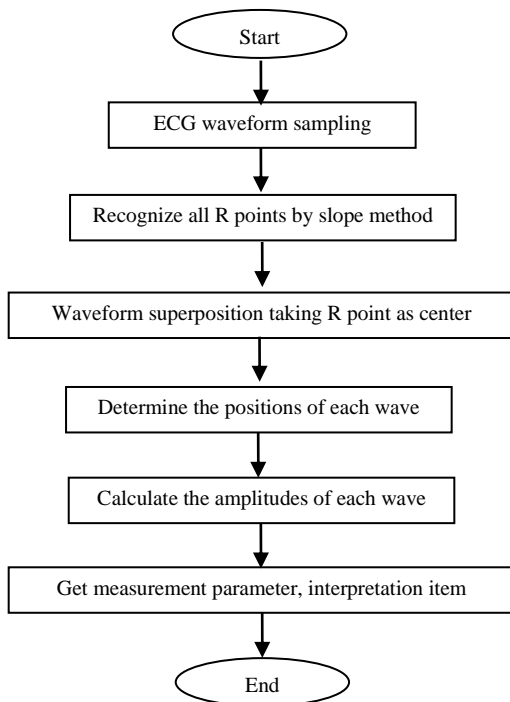 Start
ECG waveform sampling
Recognize all R points by slope method
Waveform superposition taking R point as center
Determine the positions of each wave
Calculate the amplitudes of each wave
Get measurement parameter, interpretation item
End